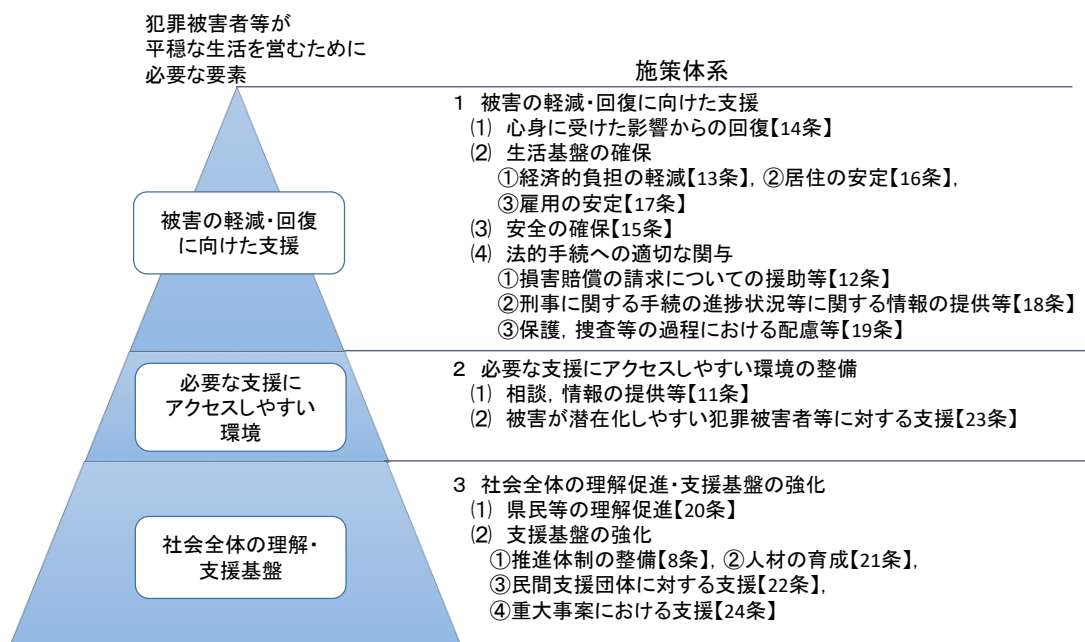 犯罪被害者等が
平穏な生活を営むために
必要な要素
施策体系
被害の軽減・回復
に向けた支援
1 被害の軽減・回復に向けた支援
⑴ 心身に受けた影響からの回復【14条】
⑵ 生活基盤の確保
①経済的負担の軽減【13条】，②居住の安定【16条】，
③雇用の安定【17条】
⑶ 安全の確保【15条】
⑷ 法的手続への適切な関与
①損害賠償の請求についての援助等【12条】
②刑事に関する手続の進捗状況等に関する情報の提供等【18条】
③保護，捜査等の過程における配慮等【19条】
必要な支援に
アクセスしやすい
環境
2 必要な支援にアクセスしやすい環境の整備
⑴ 相談，情報の提供等【11条】
⑵ 被害が潜在化しやすい犯罪被害者等に対する支援【23条】
社会全体の理解・
支援基盤
3 社会全体の理解促進・支援基盤の強化
⑴ 県民等の理解促進【20条】
⑵ 支援基盤の強化
①推進体制の整備【8条】，②人材の育成【21条】，
③民間支援団体に対する支援【22条】，
④重大事案における支援【24条】